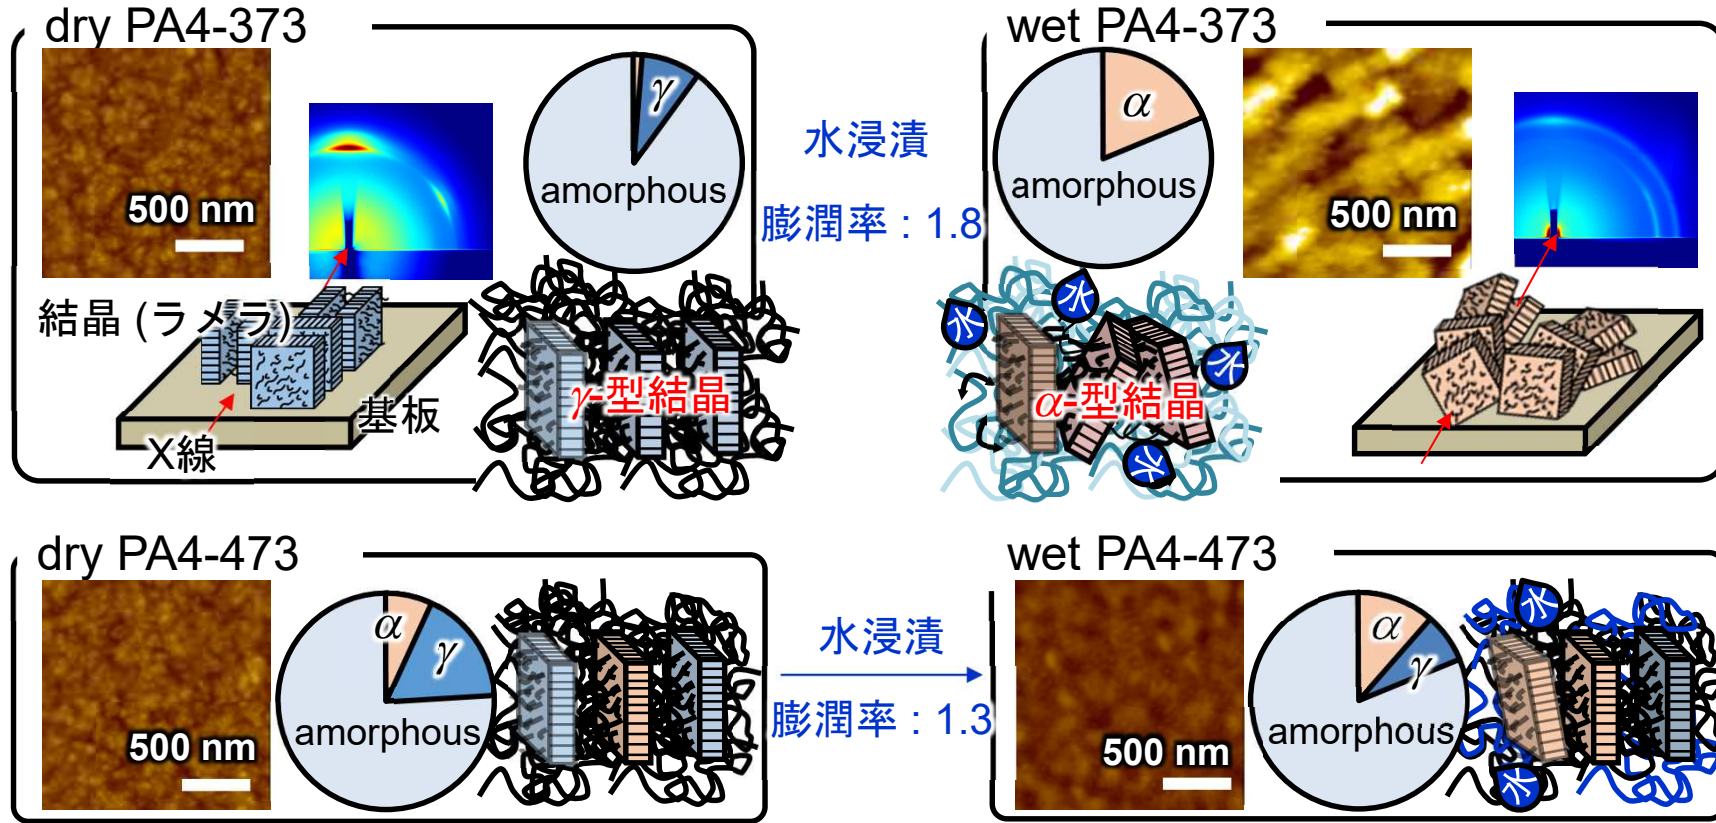 dry PA4-373
500 nm
γ
amorphous
結晶 (ラメラ)
基板
X線
γ-型結晶
水浸漬
膨潤率 : 1.8
wet PA4-373
α
amorphous
500 nm
水
水
水
水
α-型結晶
dry PA4-473
500 nm
α
γ
amorphous
水浸漬
膨潤率 : 1.3
wet PA4-473
500 nm
α
γ
amorphous
水
水